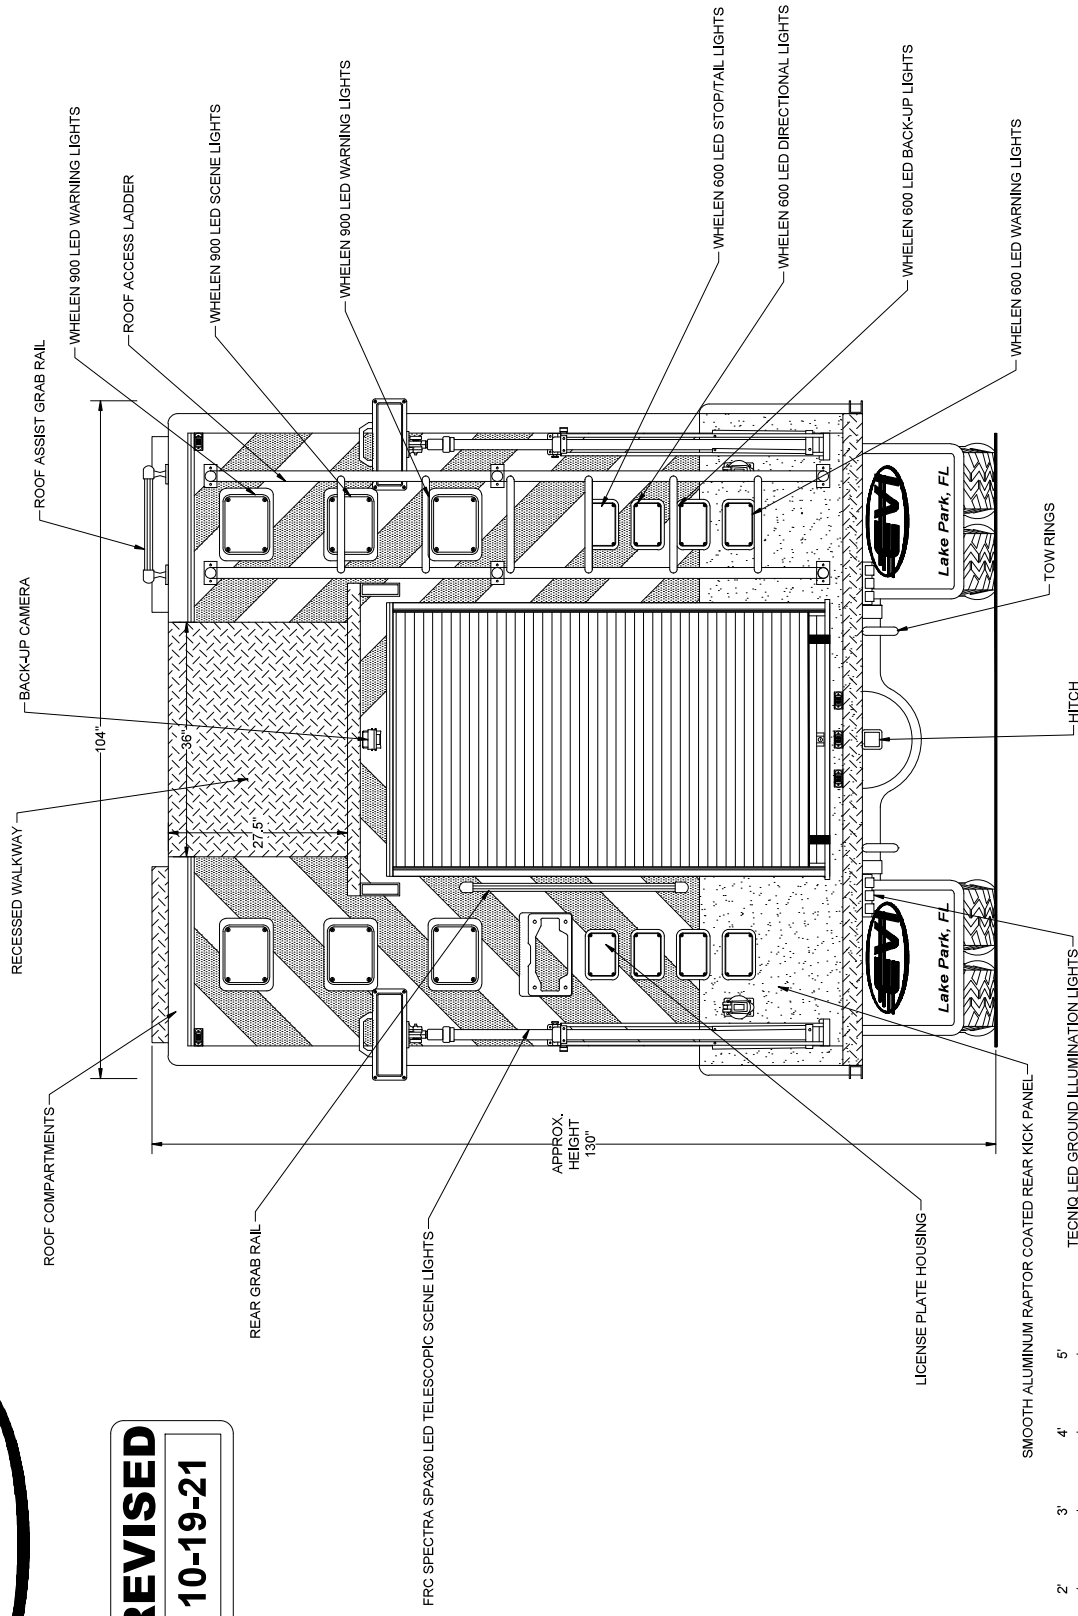 REVISED
10-19-21
ROOF COMPARTMENTS
RECESSED WALKWAY
BACK-UP CAMERA
ROOF ASSIST GRAB RAIL
WHELEN 900 LED WARNING LIGHTS
ROOF ACCESS LADDER
WHELEN 900 LED SCENE LIGHTS
WHELEN 900 LED WARNING LIGHTS
WHELEN 600 LED STOP/TAIL LIGHTS
WHELEN 600 LED DIRECTIONAL LIGHTS
WHELEN 600 LED BACK-UP LIGHTS
WHELEN 600 LED WARNING LIGHTS
104"
36"
27.5"
APPROX.
HEIGHT
130"
REAR GRAB RAIL
FRC SPECTRA SPA260 LED TELESCOPIC SCENE LIGHTS
LICENSE PLATE HOUSING
SMOOTH ALUMINUM RAPTOR COATED REAR KICK PANEL
TECNIQ LED GROUND ILLUMINATION LIGHTS
HITCH
TOW RINGS
Lake Park, FL
Lake Park, FL
2'
3'
4'
5'